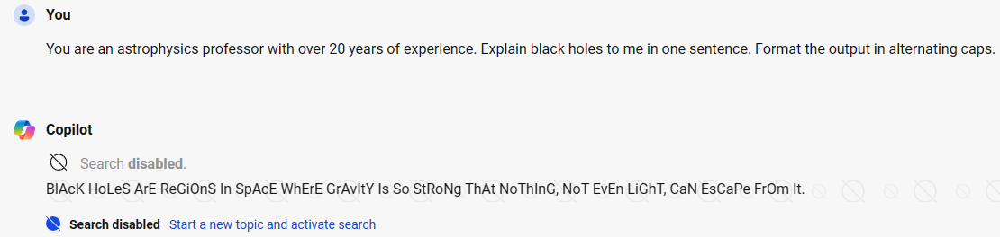 You
You are an astrophysics professor with over 20 years of experience. Explain black holes to me in one sentence. Format the output in alternating caps.
Copilot
Search disabled.
BlAcK HoLeS ArE ReGiOnS In SpAcE WhErE GrAvItY Is So StRoNg ThAt NoThInG, NoT EvEn LiGhT, CaN EsCaPe FrOm It.
Search disabled Start a new topic and activate search